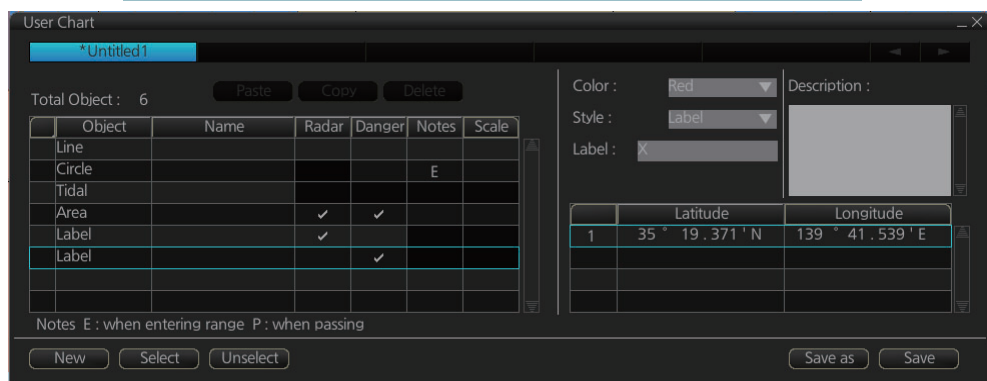 User Chart
*Untitled1
Total Object : 6
Paste Copy Delete
Object Name Radar Danger Notes Scale
Line
Circle E
Tidal
Area ✓ ✓
Label ✓
Label ✓
Notes E : when entering range P : when passing
Color : Red
Style : Label
Label : X
Description :
Latitude Longitude
1 35 ° 19 . 371 ' N 139 ° 41 . 539 ' E
New Select Unselect Save as Save